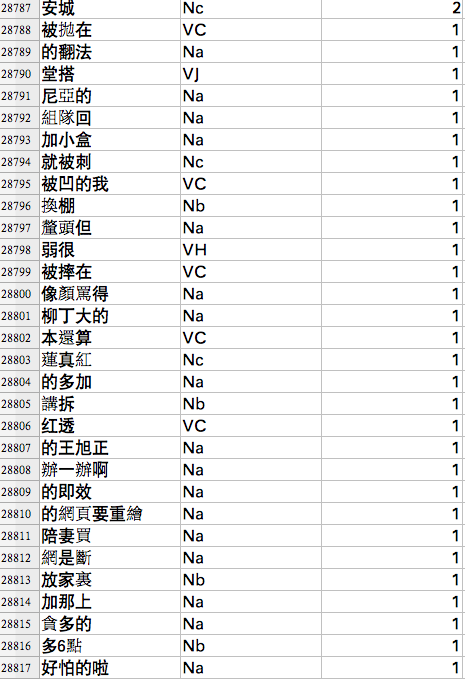 28787 安城 Nc 2
28788 被拋在 VC 1
28789 的翻法 Na 1
28790 堂搭 VJ 1
28791 尼亞的 Na 1
28792 組隊回 Na 1
28793 加小盒 Na 1
28794 就被刺 Nc 1
28795 被凹的我 VC 1
28796 換棚 Nb 1
28797 鰲頭但 Na 1
28798 弱很 VH 1
28799 被摔在 VC 1
28800 像顏罵得 Na 1
28801 柳丁大的 Na 1
28802 本還算 VC 1
28803 蓮真紅 Nc 1
28804 的多加 Na 1
28805 講拆 Nb 1
28806 红透 VC 1
28807 的王旭正 Na 1
28808 辦一辦啊 Na 1
28809 的即效 Na 1
28810 的網頁要重繪 Na 1
28811 陪妻買 Na 1
28812 網是斷 Na 1
28813 放家裏 Nb 1
28814 加那上 Na 1
28815 貪多的 Na 1
28816 多6點 Nb 1
28817 好怕的啦 Na 1